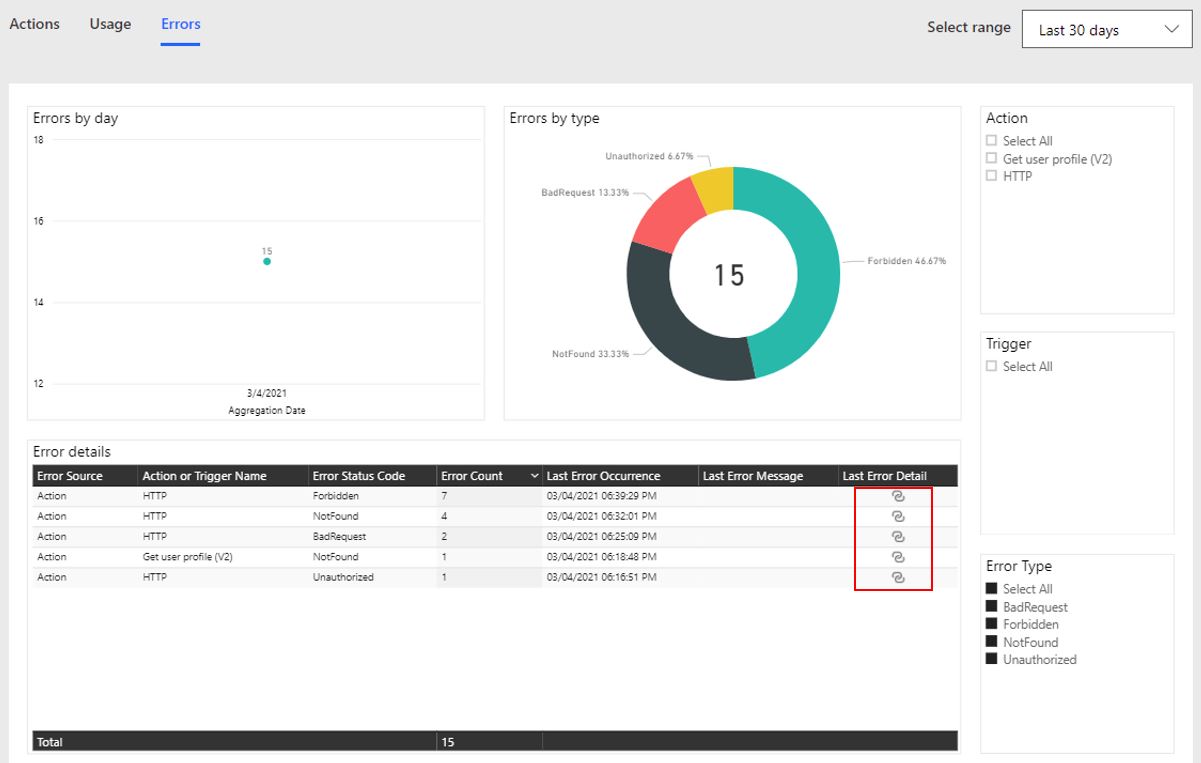 Actions Usage Errors Select range Last 30 days
Errors by day
18
16
15
14
12
3/4/2021
Aggregation Date
Errors by type
Unauthorized 6.67%
BadRequest 13.33%
Forbidden 46.67%
15
NotFound 33.33%
Action
Select All
Get user profile (V2)
HTTP
Trigger
Select All
Error details
Error Source Action or Trigger Name Error Status Code Error Count Last Error Occurrence Last Error Message Last Error Detail
Action HTTP Forbidden 7 03/04/2021 06:39:29 PM
Action HTTP NotFound 4 03/04/2021 06:32:01 PM
Action HTTP BadRequest 2 03/04/2021 06:25:09 PM
Action Get user profile (V2) NotFound 1 03/04/2021 06:18:48 PM
Action HTTP Unauthorized 1 03/04/2021 06:16:51 PM
Total 15
Error Type
Select All
BadRequest
Forbidden
NotFound
Unauthorized